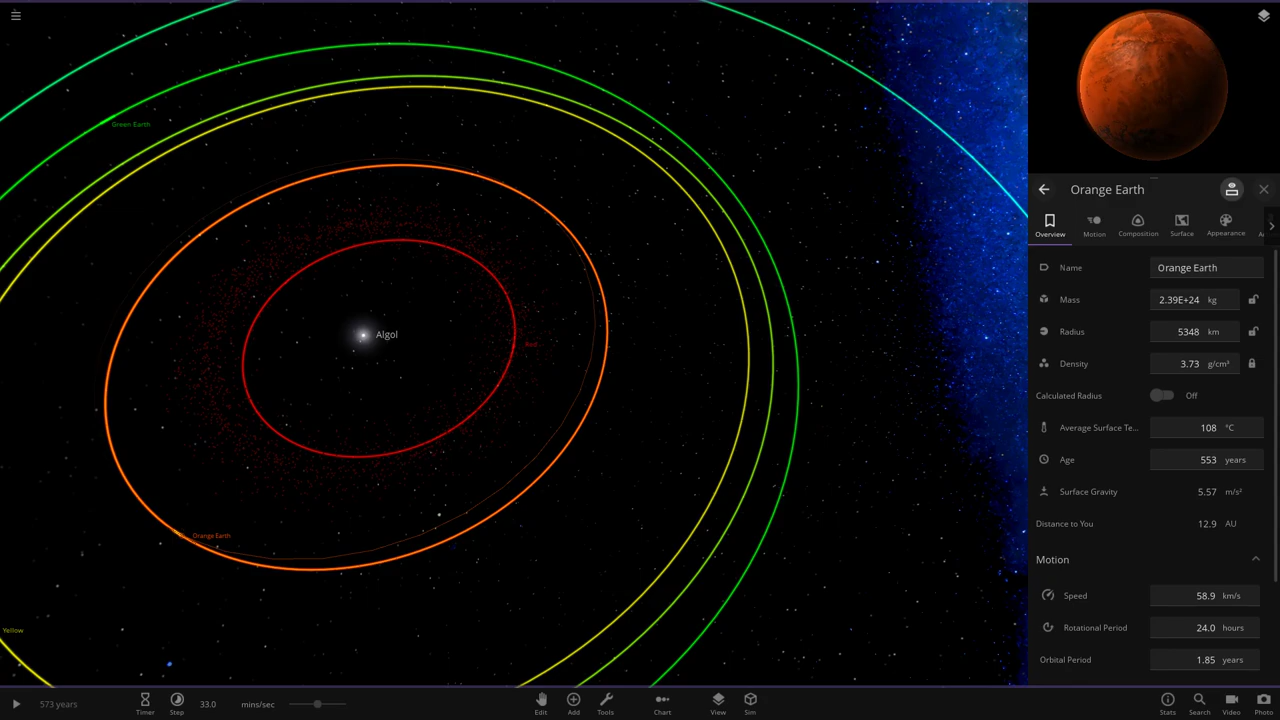 Green Earth
Algol
Red
Orange Earth
Yellow
Orange Earth
Overview
Motion
Composition
Surface
Appearance
Name
Orange Earth
Mass
2.39E+24 kg
Radius
5348 km
Density
3.73 g/cm³
Calculated Radius
Off
Average Surface Te...
108 °C
Age
553 years
Surface Gravity
5.57 m/s²
Distance to You
12.9 AU
Motion
Speed
58.9 km/s
Rotational Period
24.0 hours
Orbital Period
1.85 years
573 years
Timer
Step
33.0 mins/sec
Edit
Add
Tools
Chart
View
Sim
Stats
Search
Video
Photo